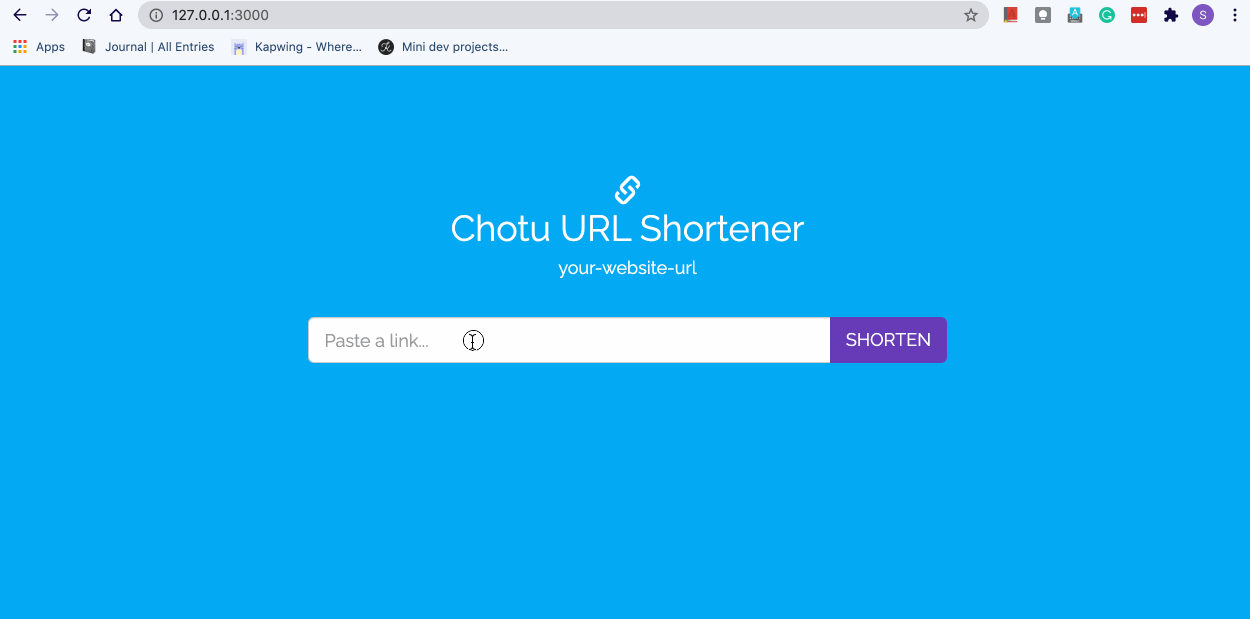 127.0.0.1:3000
S
Apps
Journal | All Entries
Kapwing - Where...
Mini dev projects...
Chotu URL Shortener
your-website-url
Paste a link...
SHORTEN